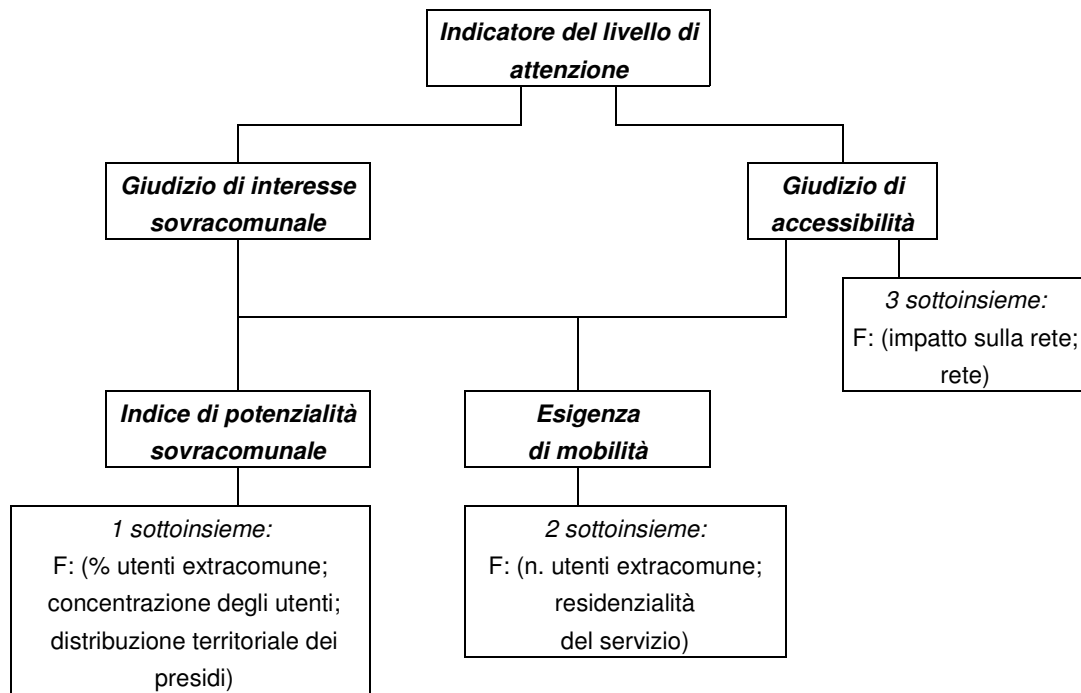 Indicatore del livello di
attenzione
Giudizio di interesse
sovracomunale
Giudizio di
accessibilità
3 sottoinsieme:
F: (impatto sulla rete;
rete)
Indice di potenzialità
sovracomunale
Esigenza
di mobilità
1 sottoinsieme:
F: (% utenti extracomune;
concentrazione degli utenti;
distribuzione territoriale dei
presidi)
2 sottoinsieme:
F: (n. utenti extracomune;
residenzialità
del servizio)